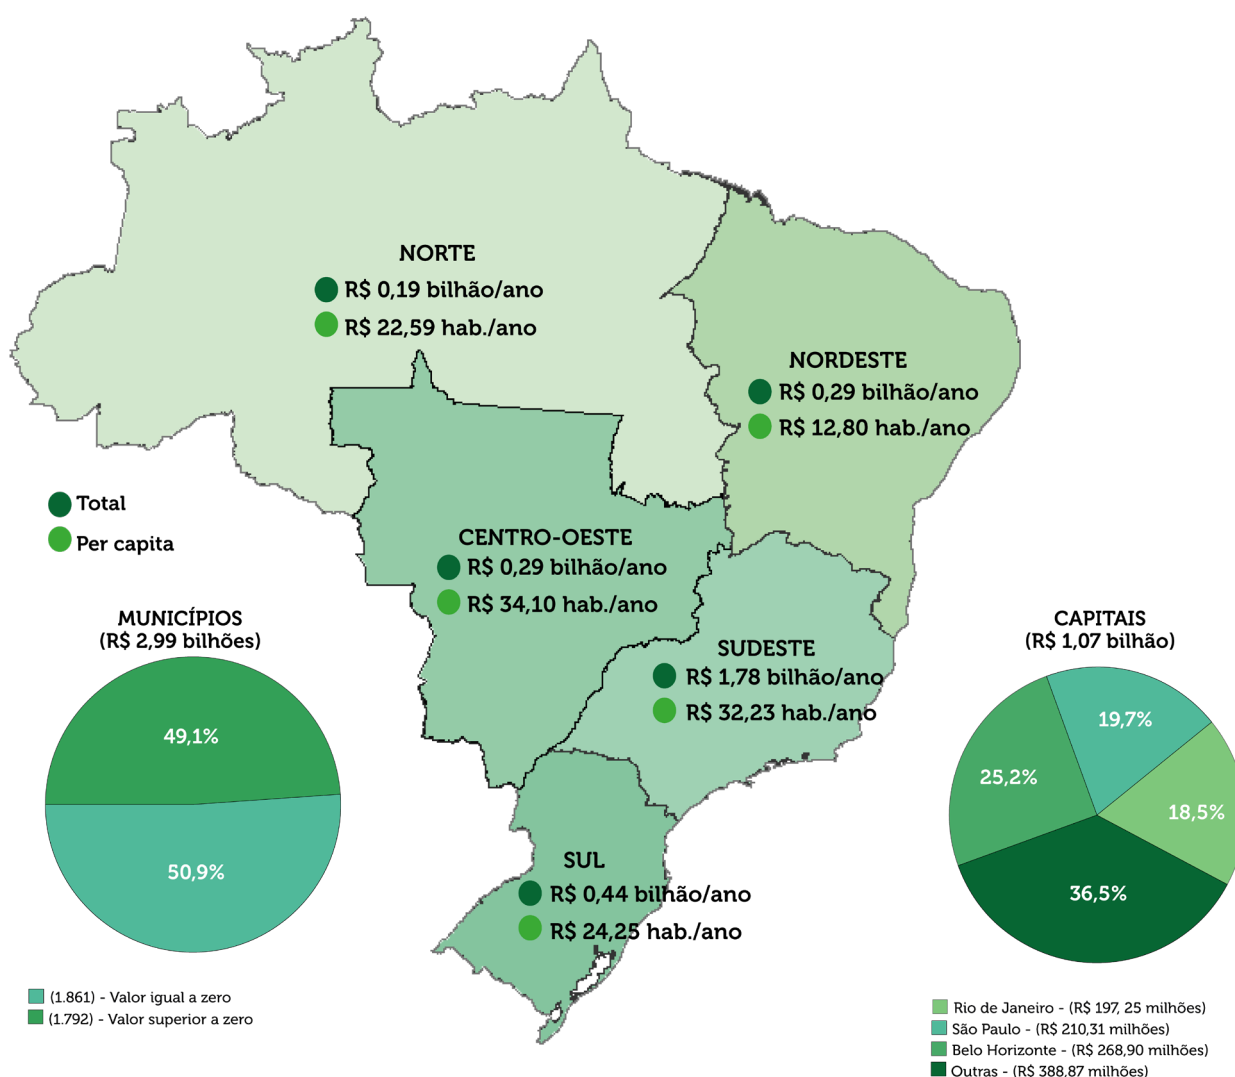 NORTE
R$ 0,19 bilhão/ano
R$ 22,59 hab./ano
NORDESTE
R$ 0,29 bilhão/ano
R$ 12,80 hab./ano
Total
Per capita
CENTRO-OESTE
R$ 0,29 bilhão/ano
R$ 34,10 hab./ano
SUDESTE
R$ 1,78 bilhão/ano
R$ 32,23 hab./ano
SUL
R$ 0,44 bilhão/ano
R$ 24,25 hab./ano
MUNICÍPIOS
(R$ 2,99 bilhões)
49,1%
50,9%
(1.861) - Valor igual a zero
(1.792) - Valor superior a zero
CAPITAIS
(R$ 1,07 bilhão)
19,7%
25,2%
18,5%
36,5%
Rio de Janeiro - (R$ 197, 25 milhões)
São Paulo - (R$ 210,31 milhões)
Belo Horizonte - (R$ 268,90 milhões)
Outras - (R$ 388,87 milhões)